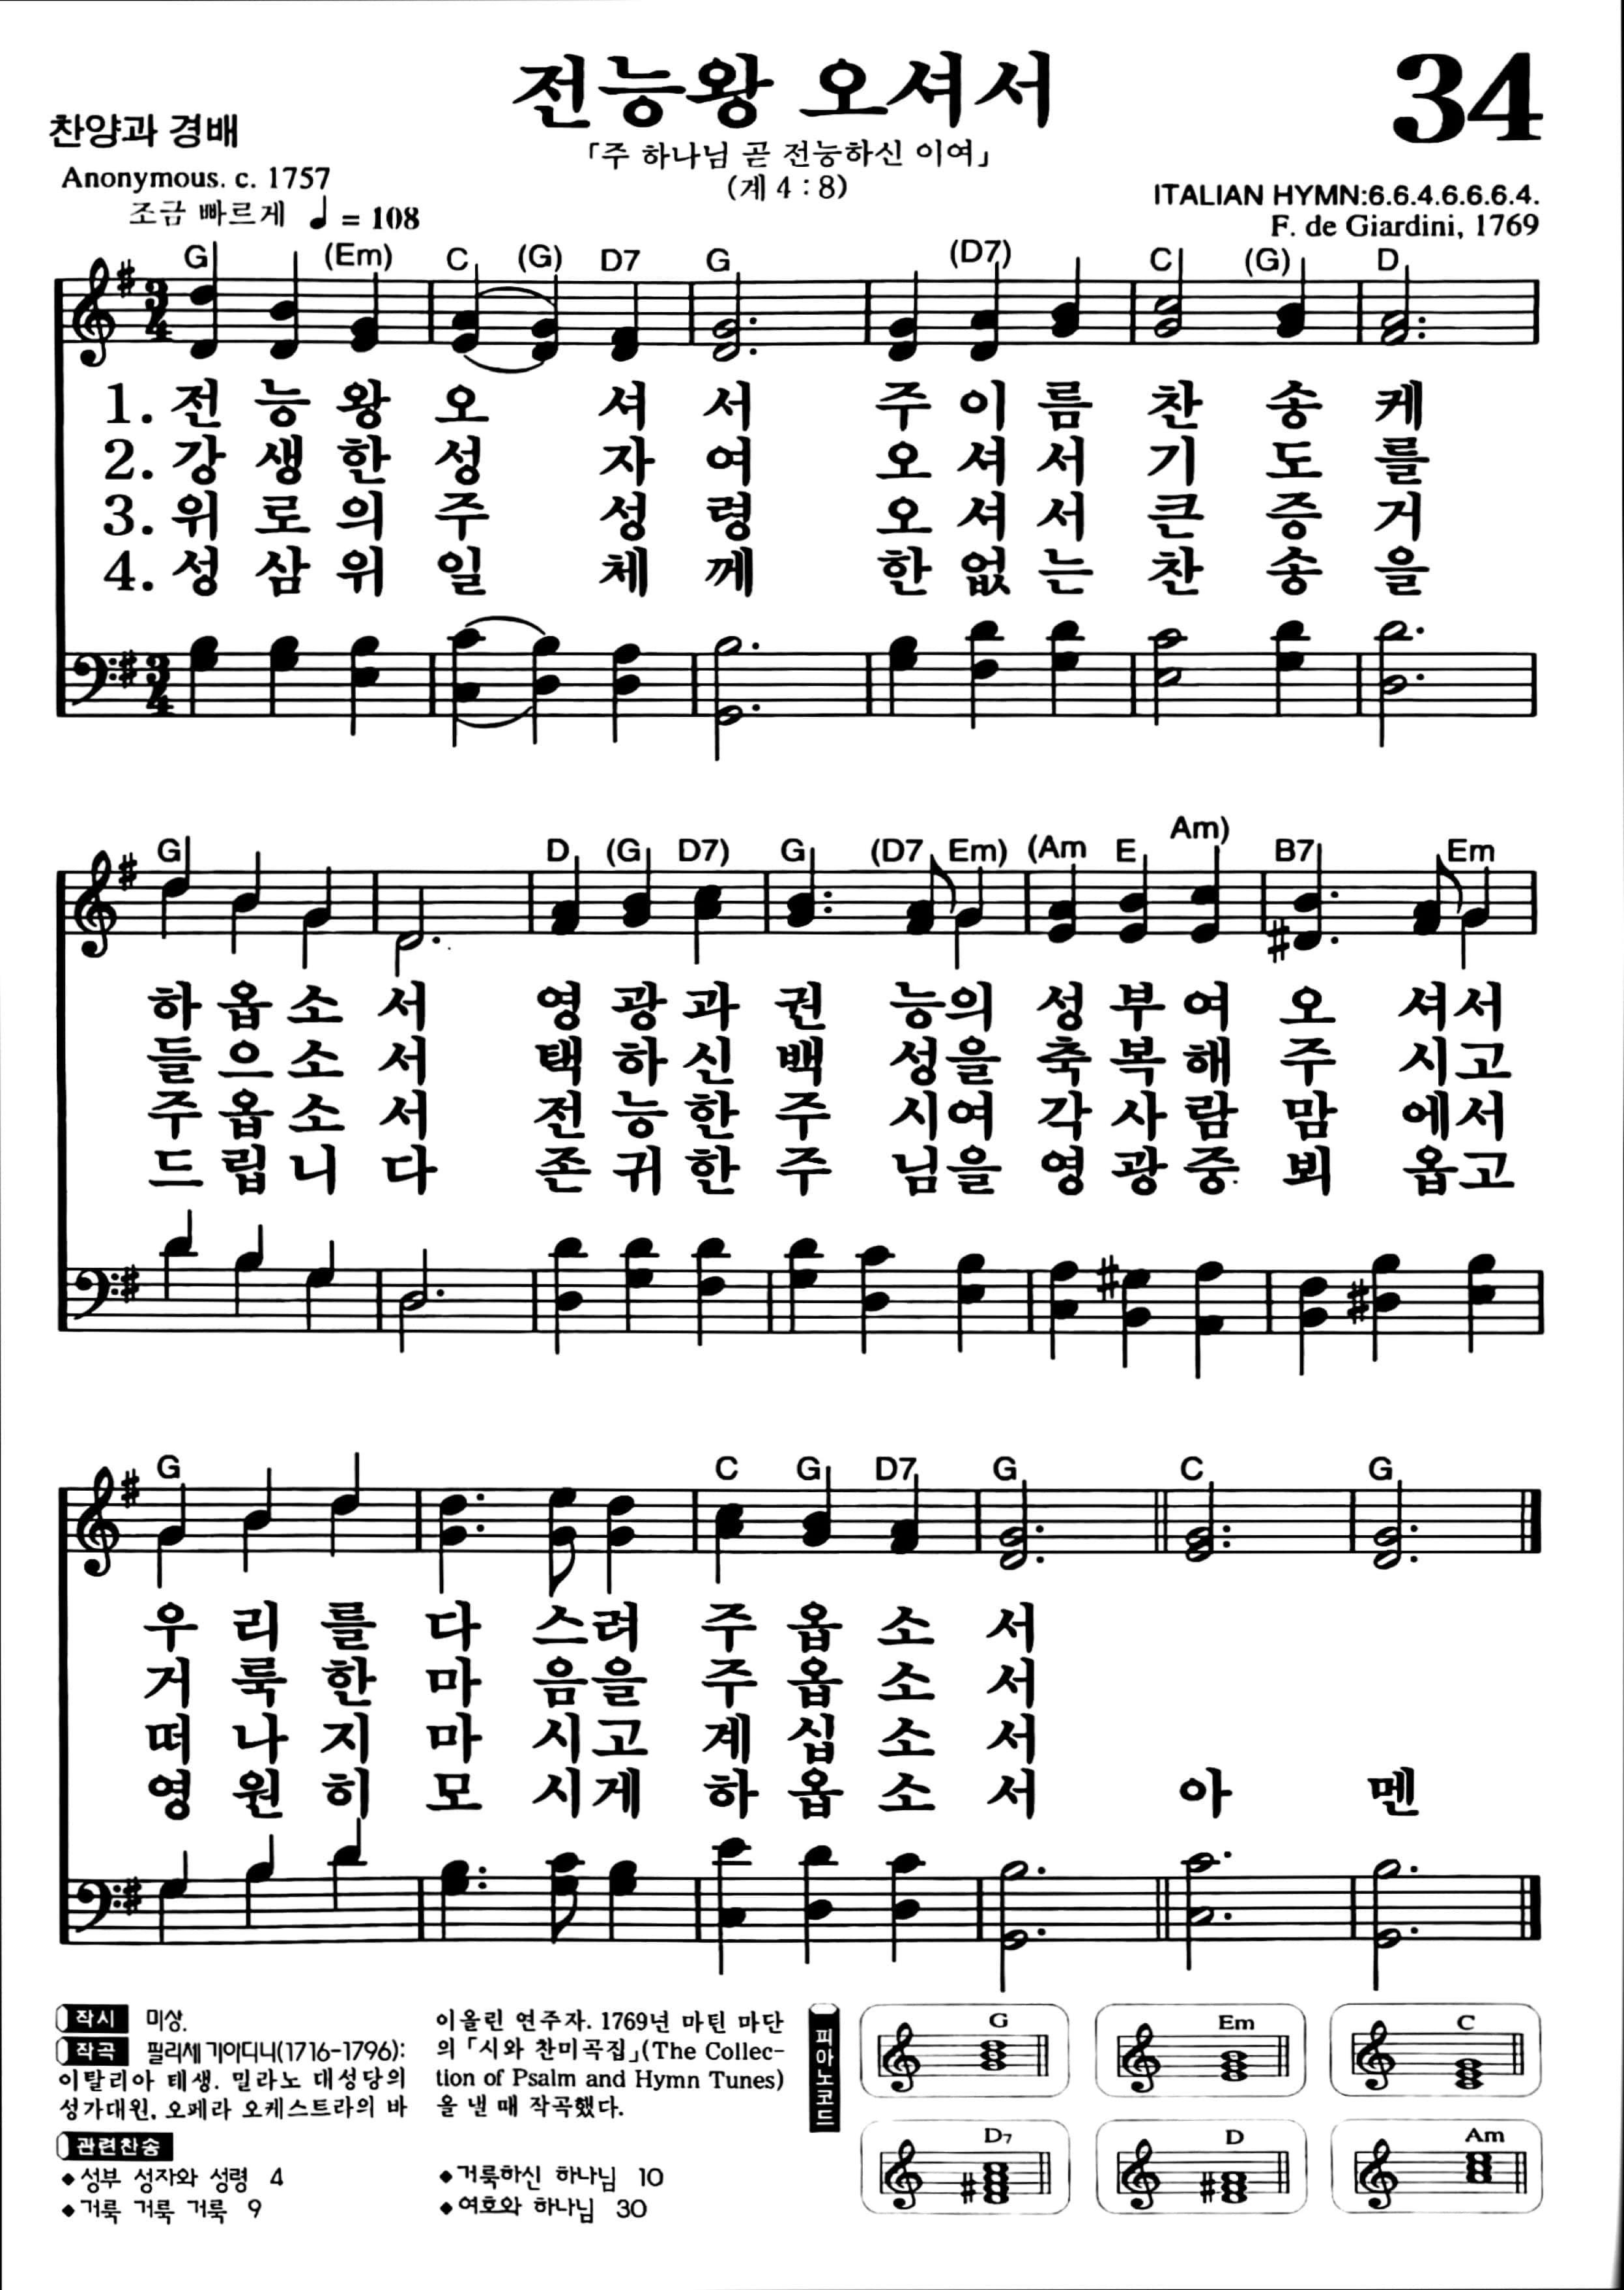 전능왕 오셔서
34
찬양과 경배
「주 하나님 곧 전능하신 이여」
(계 4 : 8)
Anonymous. c. 1757
조금 빠르게 ♩ = 108
ITALIAN HYMN:6.6.4.6.6.6.4.
F. de Giardini, 1769
G (Em) C (G) D7 G (D7) C (G) D
3/4
1. 전 능 왕 오 셔 서 주 이 름 찬 송 케
2. 강 생 한 성 자 여 오 셔 서 기 도 를
3. 위 로 의 주 성 령 오 셔 서 큰 증 거
4. 성 삼 위 일 체 께 한 없 는 찬 송 을
3/4
G D (G D7) G (D7 Em) (Am E Am) B7 Em
하 옵 소 서 영 광 과 권 능의 성 부 여 오 셔서
들 으 소 서 택 하 신 백 성을 축 복 해 주 시고
주 옵 소 서 전 능 한 주 시여 각 사 람 맘 에서
드 립 니 다 존 귀 한 주 님을 영 광 중 뵈 옵고
G C G D7 G C G
우 리 를 다 스려 주 옵 소 서
거 룩 한 마 음을 주 옵 소 서
떠 나 지 마 시고 계 십 소 서
영 원 히 모 시게 하 옵 소 서 아 멘
작시 미상.
작곡 필리세 기아디니(1716-1796):
이탈리아 태생. 밀라노 대성당의
성가대원. 오페라 오케스트라의 바
이올린 연주자. 1769년 마틴 마단
의 「시와 찬미곡집」(The Collec-
tion of Psalm and Hymn Tunes)
을 낼 때 작곡했다.
관련찬송
◆성부 성자와 성령 4
◆거룩 거룩 거룩 9
◆거룩하신 하나님 10
◆여호와 하나님 30
피아노코드
G Em C
D7 D Am